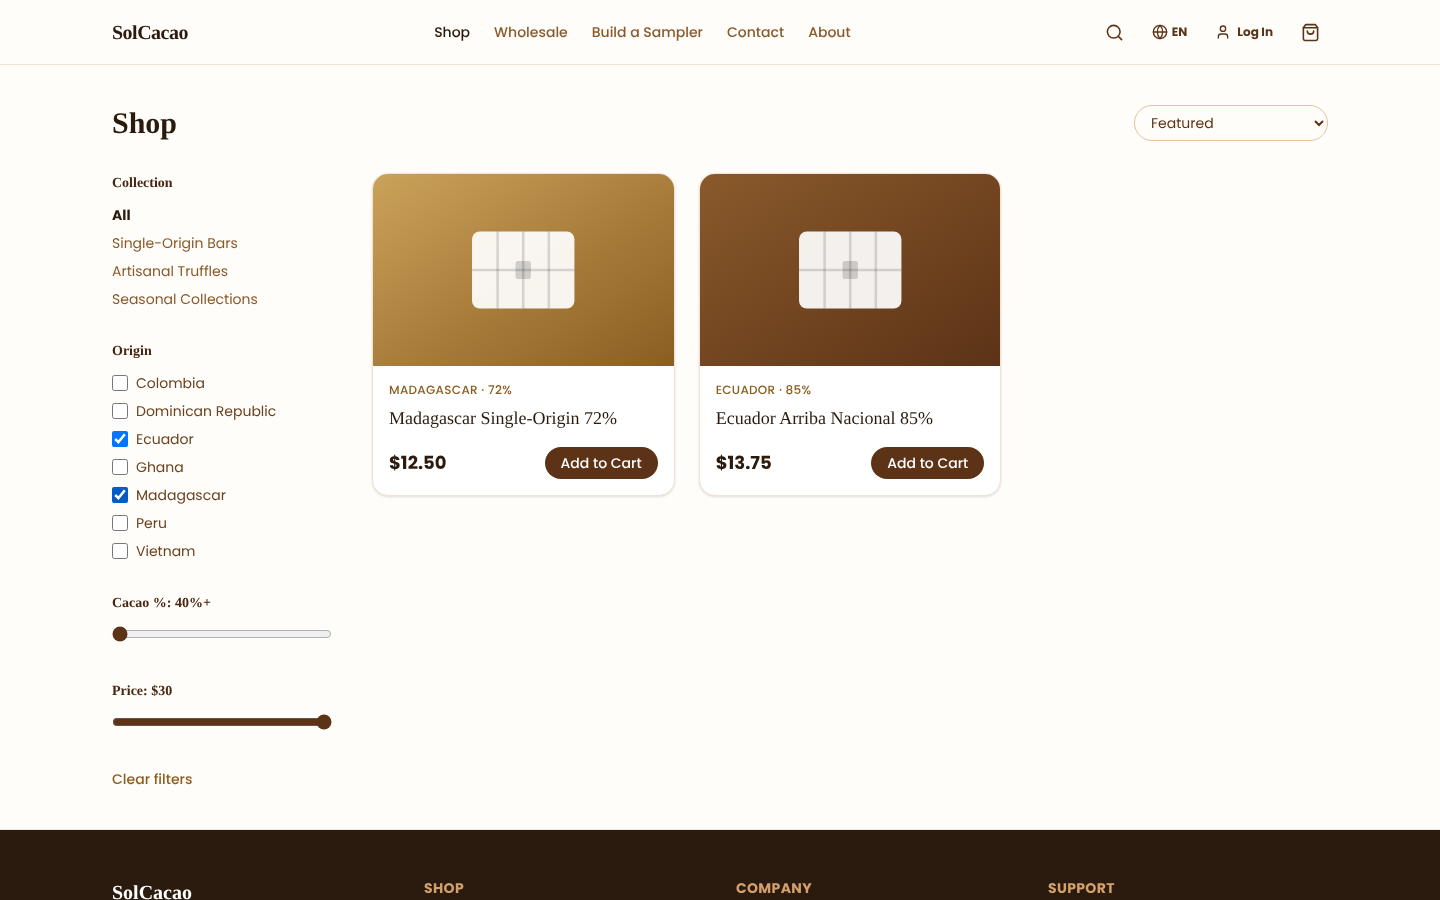 SolCacao
Shop
Wholesale
Build a Sampler
Contact
About
EN
Log In
Shop
Featured
Collection
All
Single-Origin Bars
Artisanal Truffles
Seasonal Collections
Origin
Colombia
Dominican Republic
Ecuador
Ghana
Madagascar
Peru
Vietnam
Cacao %: 40%+
Price: $30
Clear filters
MADAGASCAR · 72%
Madagascar Single-Origin 72%
$12.50
Add to Cart
ECUADOR · 85%
Ecuador Arriba Nacional 85%
$13.75
Add to Cart
SolCacao
SHOP
COMPANY
SUPPORT